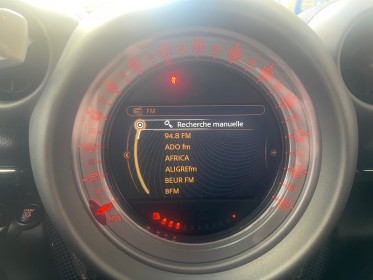 FM
Recherche manuelle
94.8 FM
ADO fm
AFRICA
ALIGREfm
BEUR FM
BFM